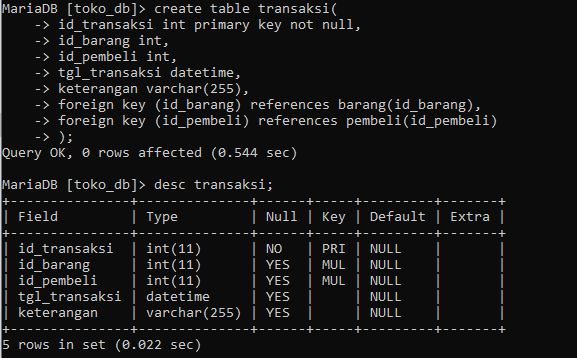 MariaDB [toko_db]> create table transaksi(
    -> id_transaksi int primary key not null,
    -> id_barang int,
    -> id_pembeli int,
    -> tgl_transaksi datetime,
    -> keterangan varchar(255),
    -> foreign key (id_barang) references barang(id_barang),
    -> foreign key (id_pembeli) references pembeli(id_pembeli)
    -> );
Query OK, 0 rows affected (0.544 sec)

MariaDB [toko_db]> desc transaksi;
+---------------+--------------+------+-----+---------+-------+
| Field         | Type         | Null | Key | Default | Extra |
+---------------+--------------+------+-----+---------+-------+
| id_transaksi  | int(11)      | NO   | PRI | NULL    |       |
| id_barang     | int(11)      | YES  | MUL | NULL    |       |
| id_pembeli    | int(11)      | YES  | MUL | NULL    |       |
| tgl_transaksi | datetime     | YES  |     | NULL    |       |
| keterangan    | varchar(255) | YES  |     | NULL    |       |
+---------------+--------------+------+-----+---------+-------+
5 rows in set (0.022 sec)